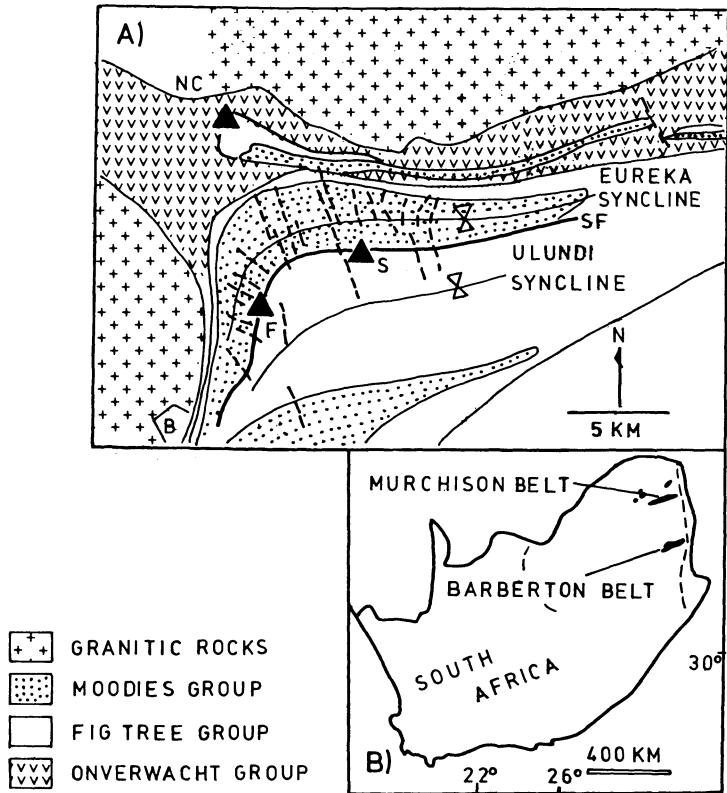 A)
NC
EUREKA
SYNCLINE
SF
ULUNDI
SYNCLINE
S
F
N
B
5 KM
MURCHISON BELT
BARBERTON BELT
SOUTH
AFRICA
30°
B)
400 KM
22° 26°
GRANITIC ROCKS
MOODIES GROUP
FIG TREE GROUP
ONVERWACHT GROUP